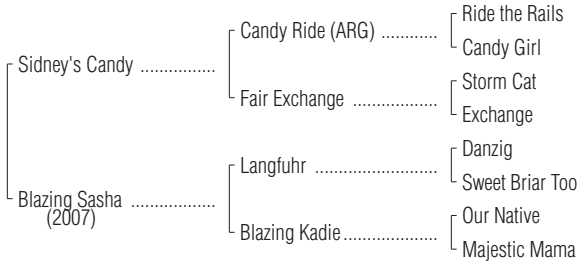 Ride the Rails
Candy Ride (ARG) ............
Candy Girl
Sidney's Candy ................
Storm Cat
Fair Exchange ..................
Exchange
Danzig
Langfuhr ..........................
Sweet Briar Too
Blazing Sasha ..................
(2007)
Our Native
Blazing Kadie....................
Majestic Mama